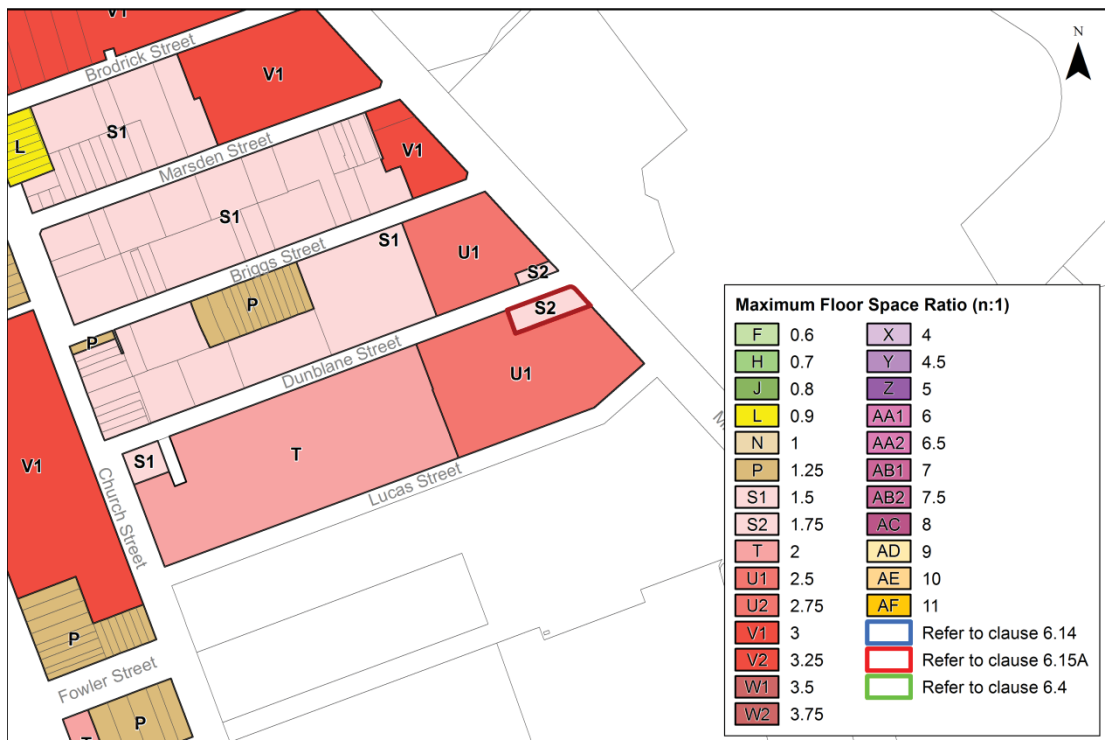 V1
Brodrick Street
N
V1
S1
L
Marsden Street
V1
S1
S1
Briggs Street
U1
S2
S2
P
P
Dunblane Street
U1
S1
T
V1
Church Street
Lucas Street
P
Fowler Street
P
T
Maximum Floor Space Ratio (n:1)
F 0.6
H 0.7
J 0.8
L 0.9
N 1
P 1.25
S1 1.5
S2 1.75
T 2
U1 2.5
U2 2.75
V1 3
V2 3.25
W1 3.5
W2 3.75
X 4
Y 4.5
Z 5
AA1 6
AA2 6.5
AB1 7
AB2 7.5
AC 8
AD 9
AE 10
AF 11
Refer to clause 6.14
Refer to clause 6.15A
Refer to clause 6.4